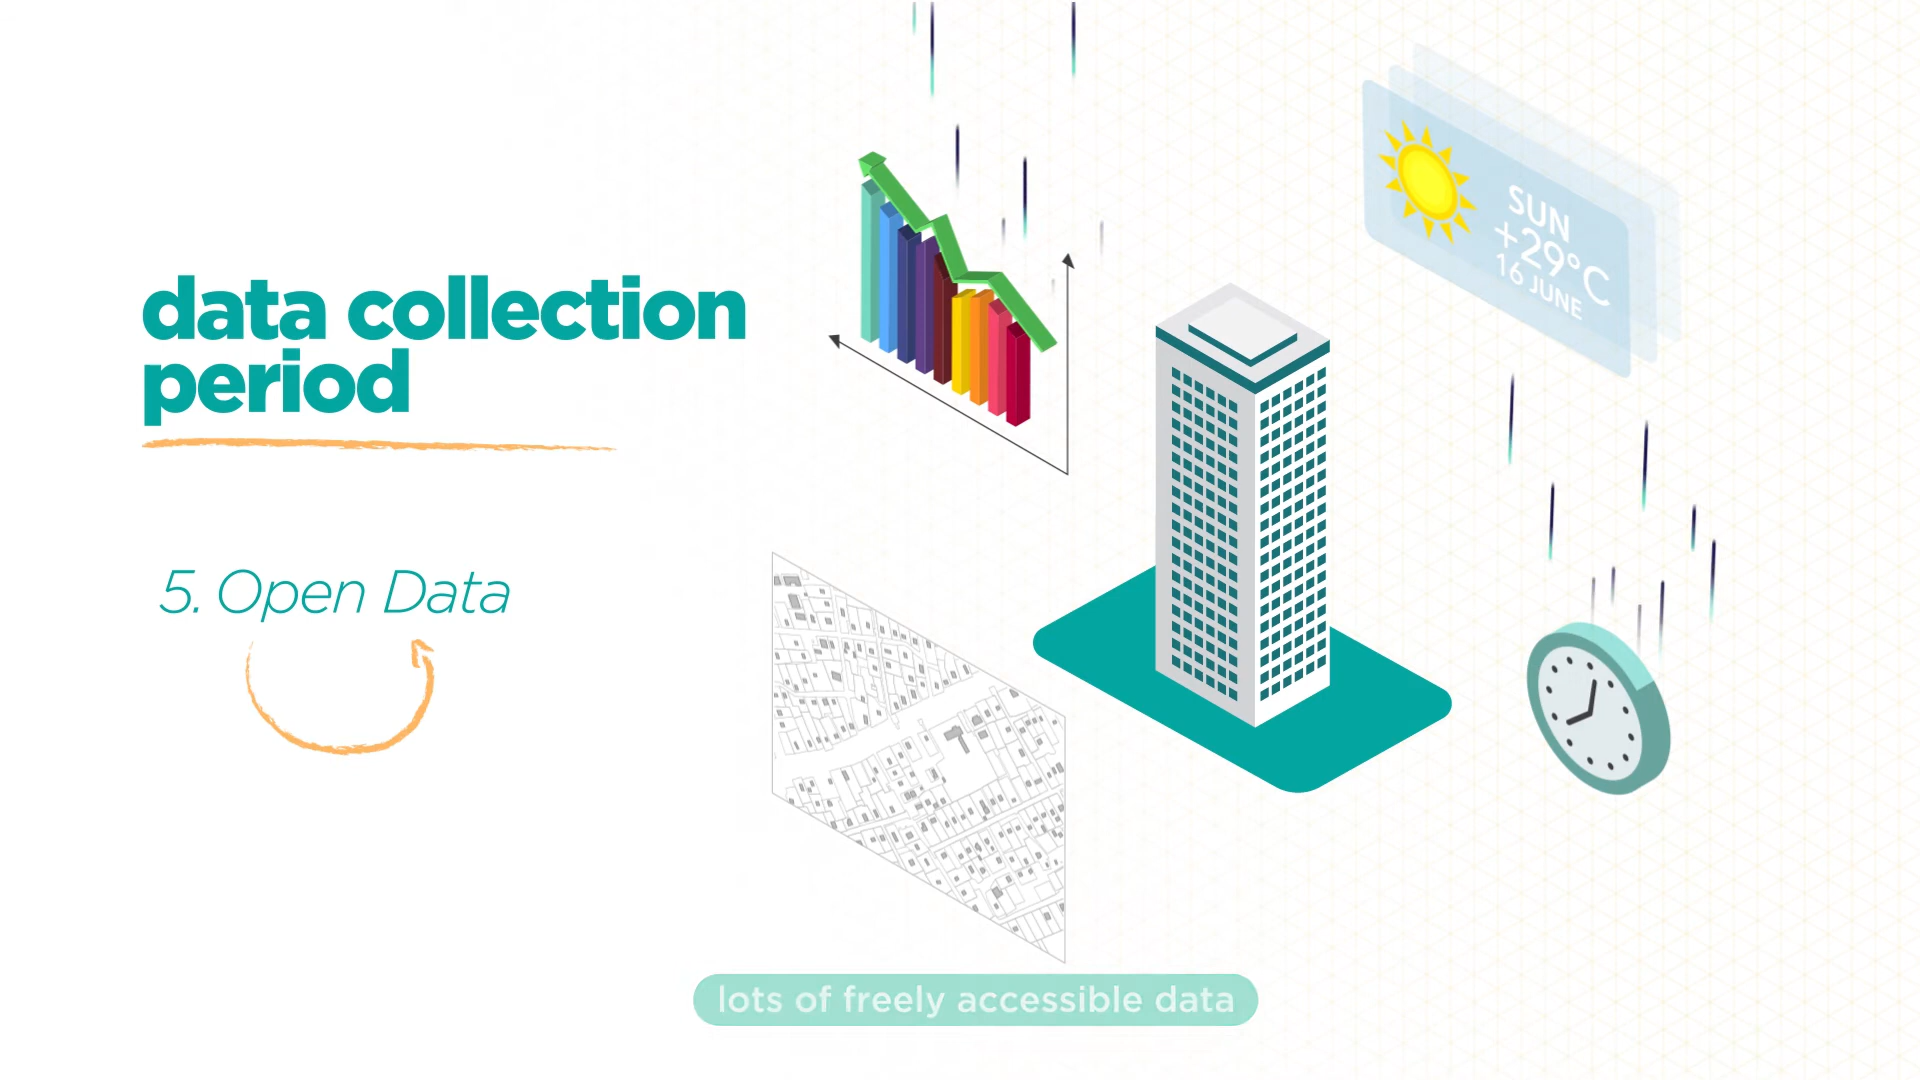 data collection
period
5. Open Data
SUN
+29°C
16 JUNE
lots of freely accessible data